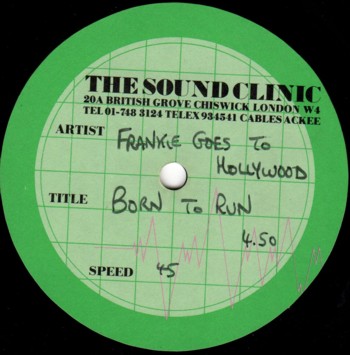 THE SOUND CLINIC
20A BRITISH GROVE CHISWICK LONDON W4
TEL 01-748 3124 TELEX 934541 CABLES ACKEE
ARTIST FRANKIE GOES TO
HOLLYWOOD
TITLE BORN TO RUN
4.50
SPEED 45